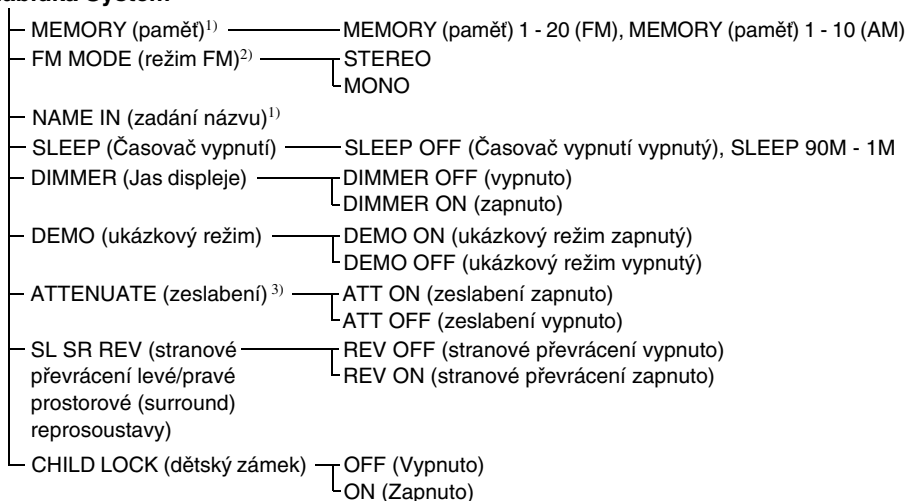 MEMORY (paměť)1) MEMORY (paměť) 1 - 20 (FM), MEMORY (paměť) 1 - 10 (AM)
FM MODE (režim FM)2) STEREO
MONO
NAME IN (zadání názvu)1)
SLEEP (Časovač vypnutí) SLEEP OFF (Časovač vypnutí vypnutý), SLEEP 90M - 1M
DIMMER (Jas displeje) DIMMER OFF (vypnuto)
DIMMER ON (zapnuto)
DEMO (ukázkový režim) DEMO ON (ukázkový režim zapnutý)
DEMO OFF (ukázkový režim vypnutý)
ATTENUATE (zeslabení) 3) ATT ON (zeslabení zapnuto)
ATT OFF (zeslabení vypnuto)
SL SR REV (stranové REV OFF (stranové převrácení vypnuto)
převrácení levé/pravé REV ON (stranové převrácení zapnuto)
prostorové (surround)
reprosoustavy)
CHILD LOCK (dětský zámek) OFF (Vypnuto)
ON (Zapnuto)